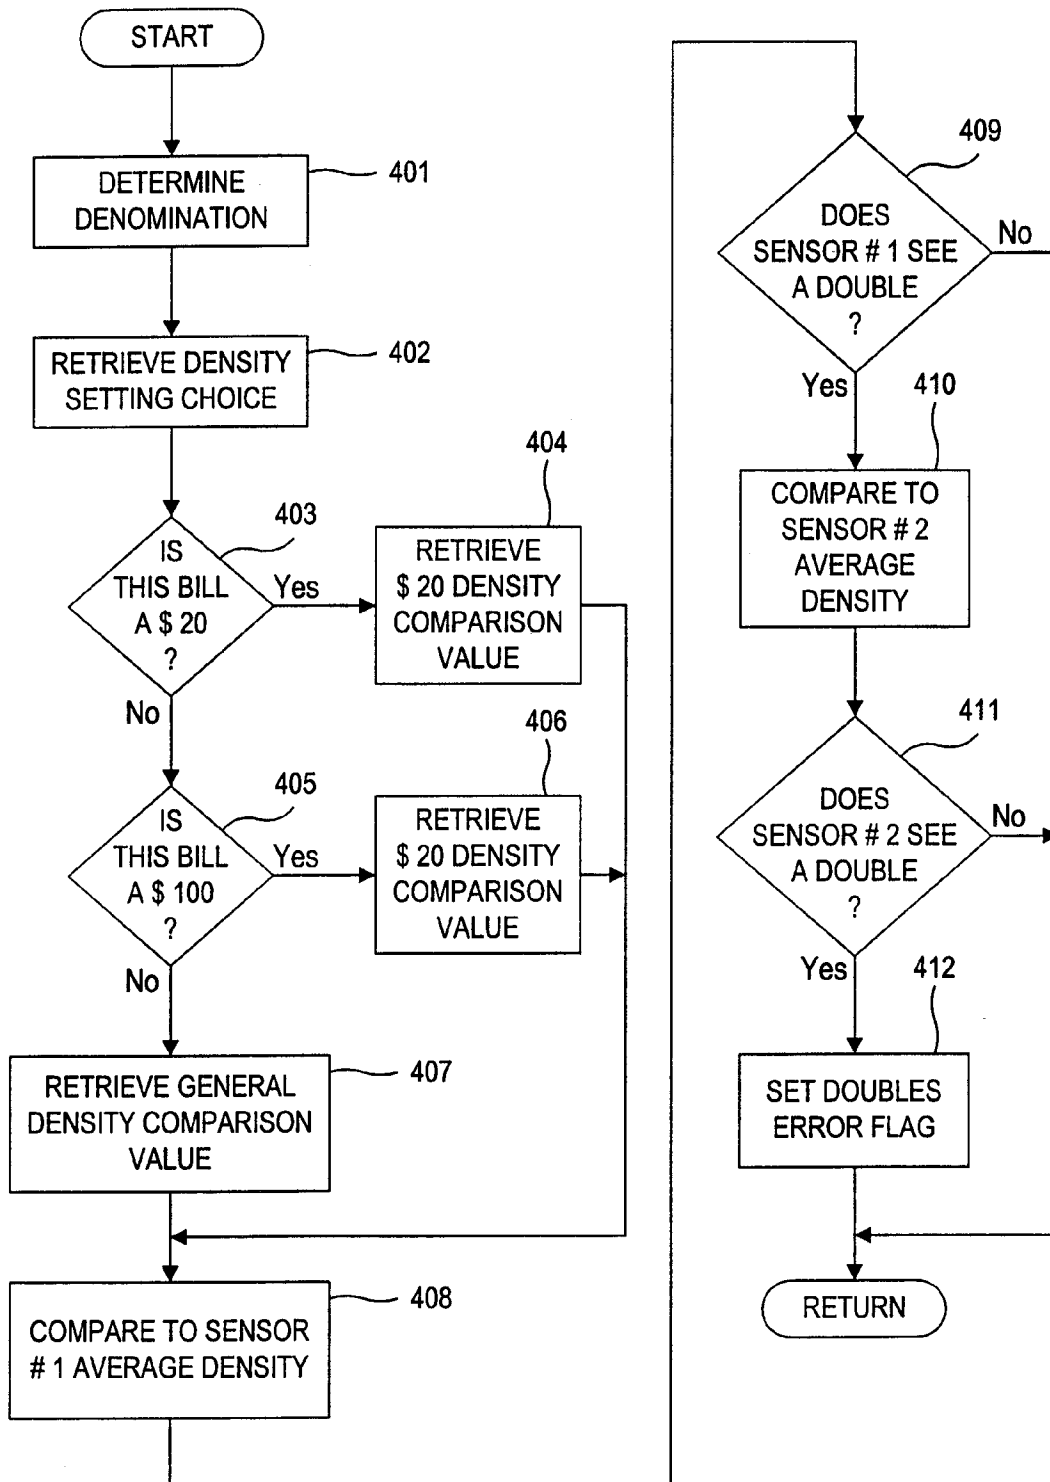 START
DETERMINE
DENOMINATION
401
RETRIEVE DENSITY
SETTING CHOICE
402
IS
THIS BILL
A $ 20
?
403
Yes
No
RETRIEVE
$ 20 DENSITY
COMPARISON
VALUE
404
IS
THIS BILL
A $ 100
?
405
Yes
No
RETRIEVE
$ 20 DENSITY
COMPARISON
VALUE
406
RETRIEVE GENERAL
DENSITY COMPARISON
VALUE
407
COMPARE TO SENSOR
# 1 AVERAGE DENSITY
408
DOES
SENSOR # 1 SEE
A DOUBLE
?
409
No
Yes
COMPARE TO
SENSOR # 2
AVERAGE
DENSITY
410
DOES
SENSOR # 2 SEE
A DOUBLE
?
411
No
Yes
SET DOUBLES
ERROR FLAG
412
RETURN